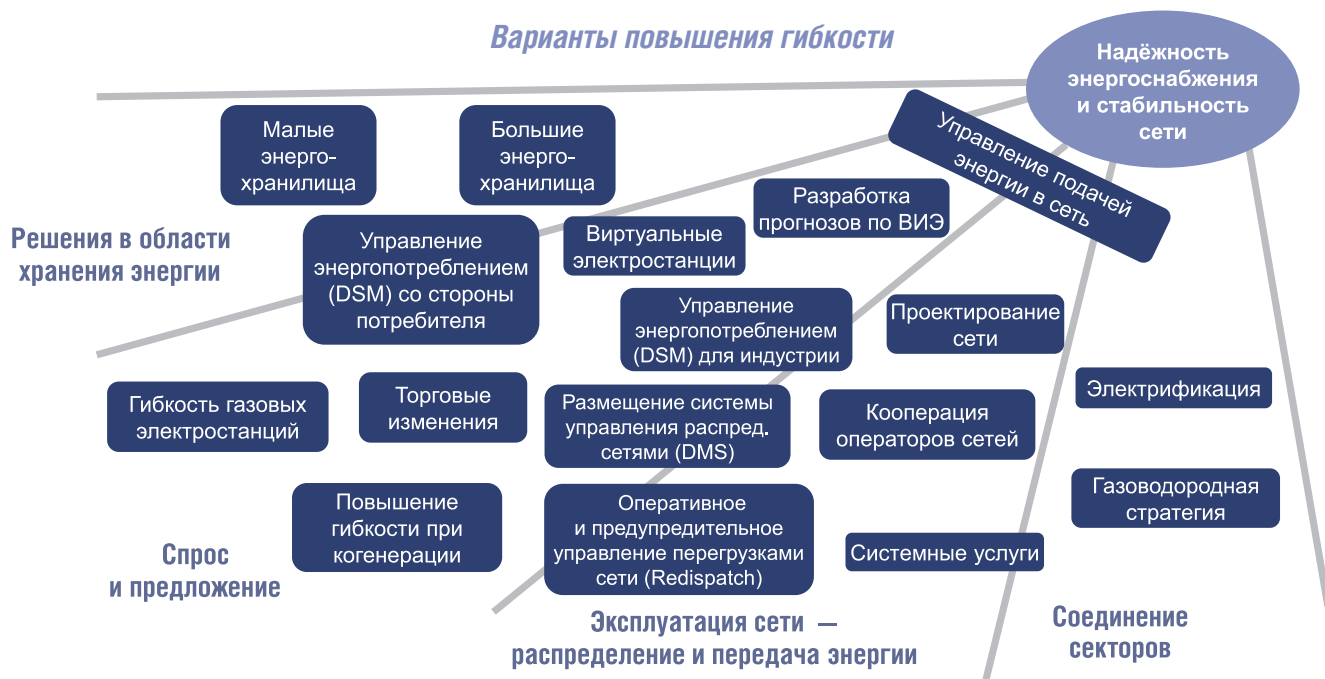 Варианты повышения гибкости
Надёжность
энергоснабжения
и стабильность
сети
Малые
энерго-
хранилища
Большие
энерго-
хранилища
Управление подачей
энергии в сеть
Разработка
прогнозов по ВИЭ
Решения в области
хранения энергии
Управление
энергопотреблением
(DSM) со стороны
потребителя
Виртуальные
электростанции
Управление
энергопотреблением
(DSM) для индустрии
Проектирование
сети
Гибкость газовых
электростанций
Торговые
изменения
Размещение системы
управления распред.
сетями (DMS)
Кооперация
операторов сетей
Электрификация
Повышение
гибкости при
когенерации
Оперативное
и предупредительное
управление перегрузками
сети (Redispatch)
Системные услуги
Газоводородная
стратегия
Спрос
и предложение
Эксплуатация сети —
распределение и передача энергии
Соединение
секторов